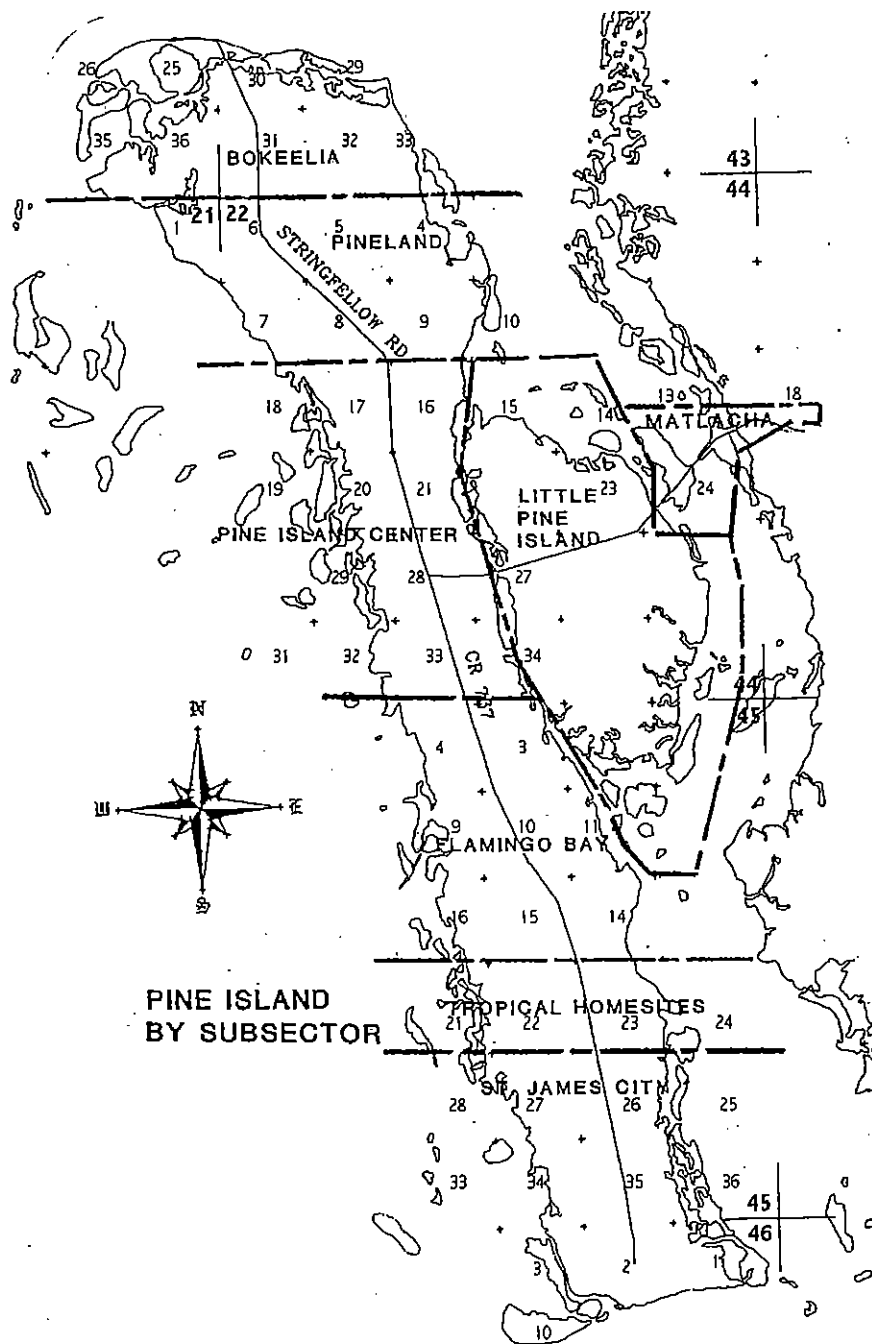 26 25 30 29
35 36 31 32 33
BOKEELIA
43
44
21 22
1 6 5 4
PINELAND
STRINGFELLOW RD
7 8 9 10
18 17 16 15 14 13 18
MATLACHA
19 20 21 23 24
LITTLE
PINE
ISLAND
PINE ISLAND CENTER
29 28 27
31 32 33 34
CR 767
44
45
N
W E
S
4 3 2
9 10 11
FLAMINGO BAY
16 15 14
PINE ISLAND
BY SUBSECTOR
TROPICAL HOMESITES
21 22 23 24
ST. JAMES CITY
28 27 26 25
33 34 35 36
45
46
3 2 1
10